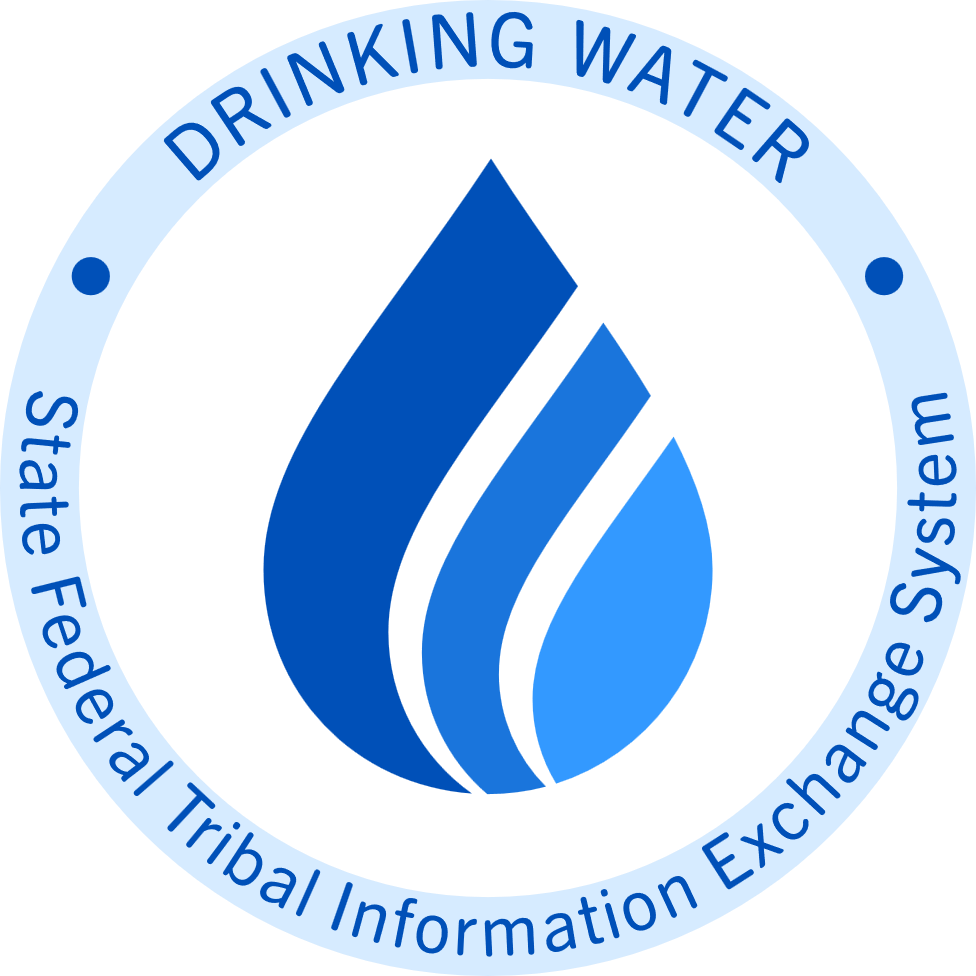 DRINKING WATER
State Federal Tribal Information Exchange System